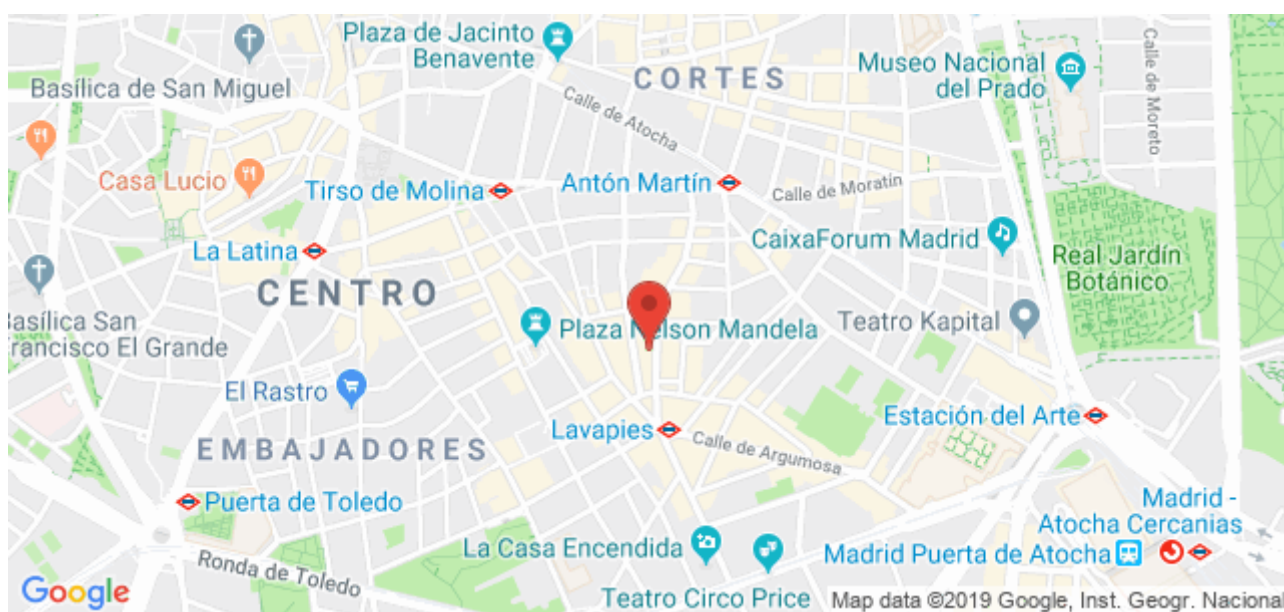 Plaza de Jacinto
Benavente
CORTES
Museo Nacional
del Prado
Calle de Moreto
Basílica de San Miguel
Calle de Atocha
Casa Lucio
Tirso de Molina
Antón Martín
Calle de Moratín
La Latina
CaixaForum Madrid
Real Jardín
Botánico
CENTRO
Basílica San
Francisco El Grande
Plaza Nelson Mandela
Teatro Kapital
El Rastro
Estación del Arte
Lavapies
Calle de Argumosa
EMBAJADORES
Puerta de Toledo
Madrid -
Atocha Cercanias
La Casa Encendida
Madrid Puerta de Atocha
Ronda de Toledo
Google
Teatro Circo Price
Map data ©2019 Google, Inst. Geogr. Naciona